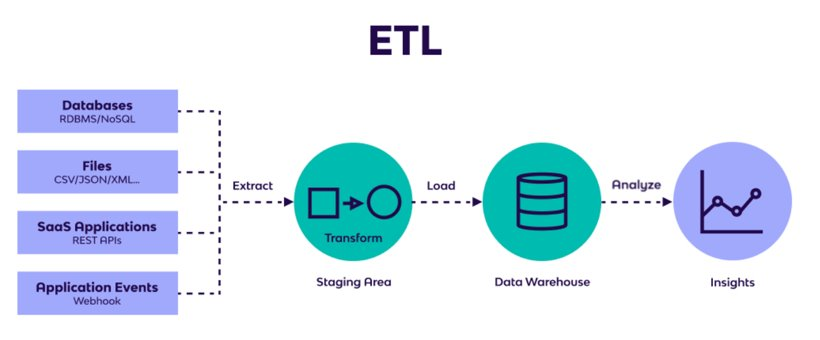 ETL
Databases
RDBMS/NoSQL
Files
CSV/JSON/XML...
SaaS Applications
REST APIs
Application Events
Webhook
Extract
Transform
Staging Area
Load
Data Warehouse
Analyze
Insights